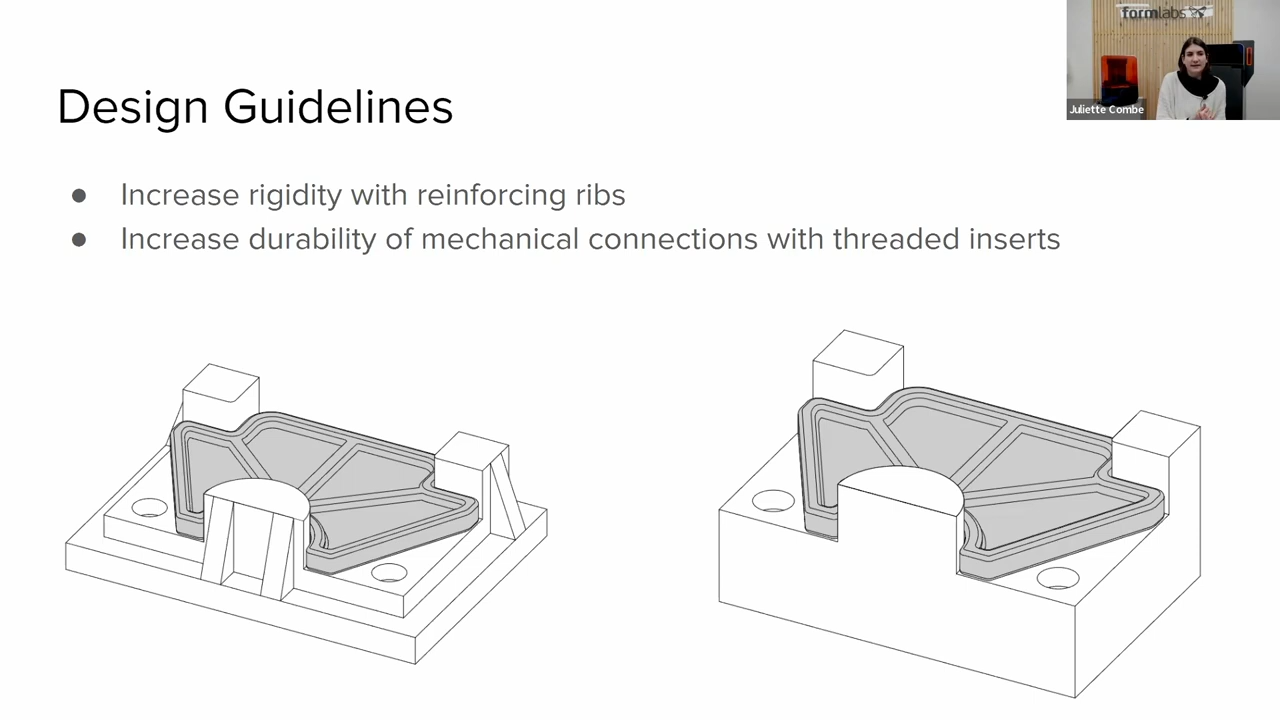 formlabs
Juliette Combe
Design Guidelines
● Increase rigidity with reinforcing ribs
● Increase durability of mechanical connections with threaded inserts